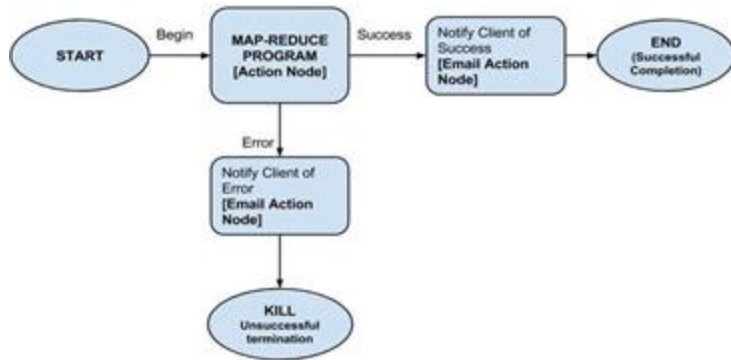 START
Begin
MAP-REDUCE
PROGRAM
[Action Node]
Success
Notify Client of
Success
[Email Action
Node]
END
(Successful
Completion)
Error
Notify Client of
Error
[Email Action
Node]
KILL
Unsuccessful
termination